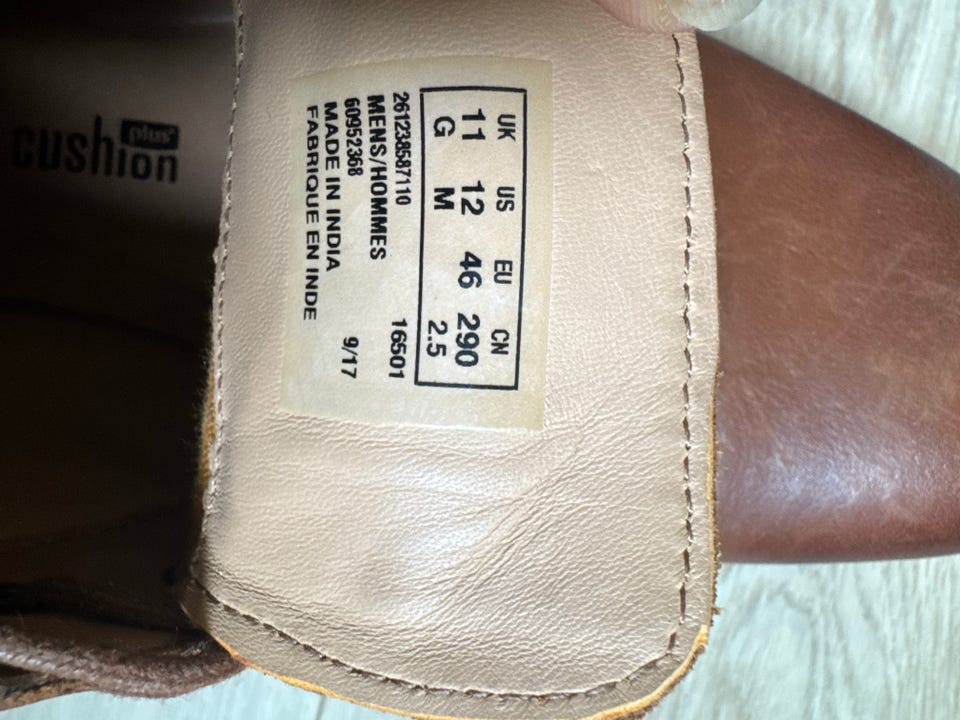 UK US EU CN
11 12 46 290
G M 2.5
261238587110 16501
MENS/HOMMES
60952368 9/17
MADE IN INDIA
FABRIQUE EN INDE
cushion
plus